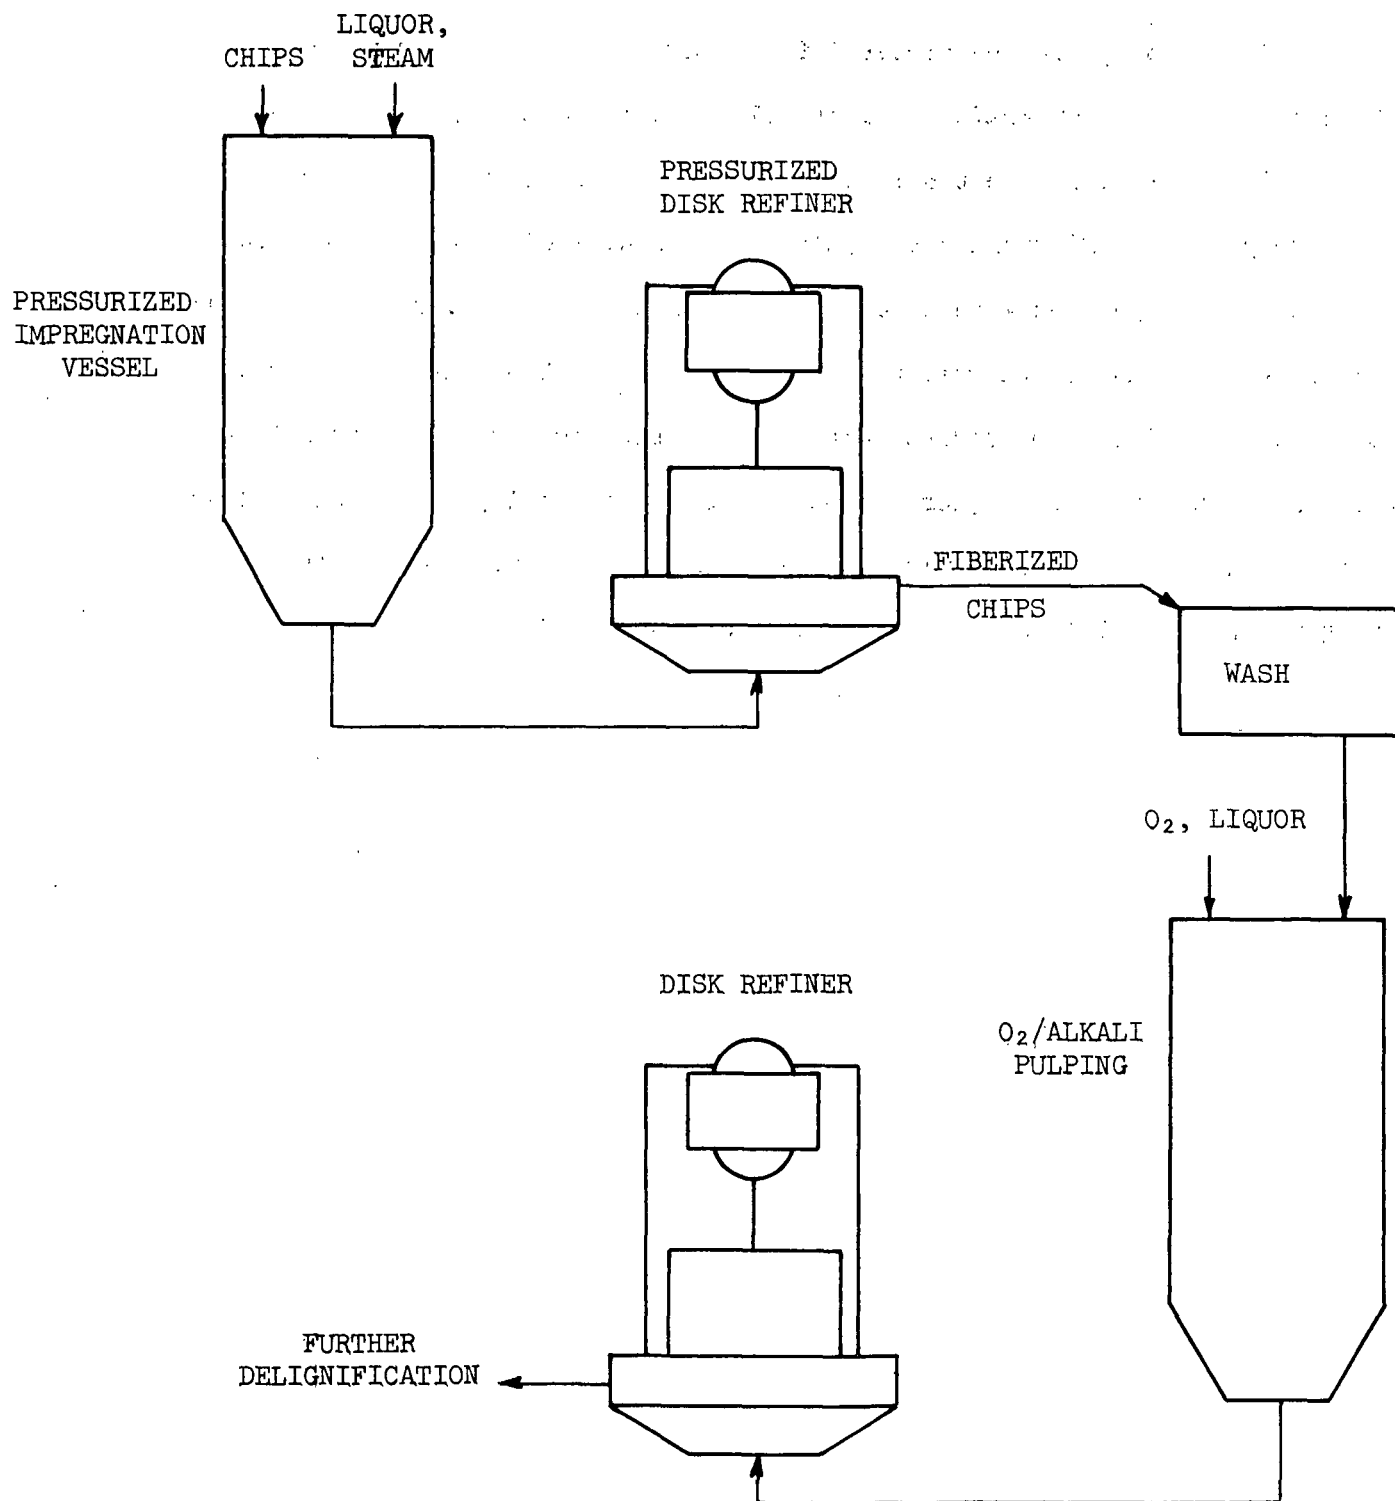 LIQUOR,
CHIPS STEAM
PRESSURIZED
DISK REFINER
PRESSURIZED
IMPREGNATION
VESSEL
FIBERIZED
CHIPS
WASH
O₂, LIQUOR
DISK REFINER
O₂/ALKALI
PULPING
FURTHER
DELIGNIFICATION